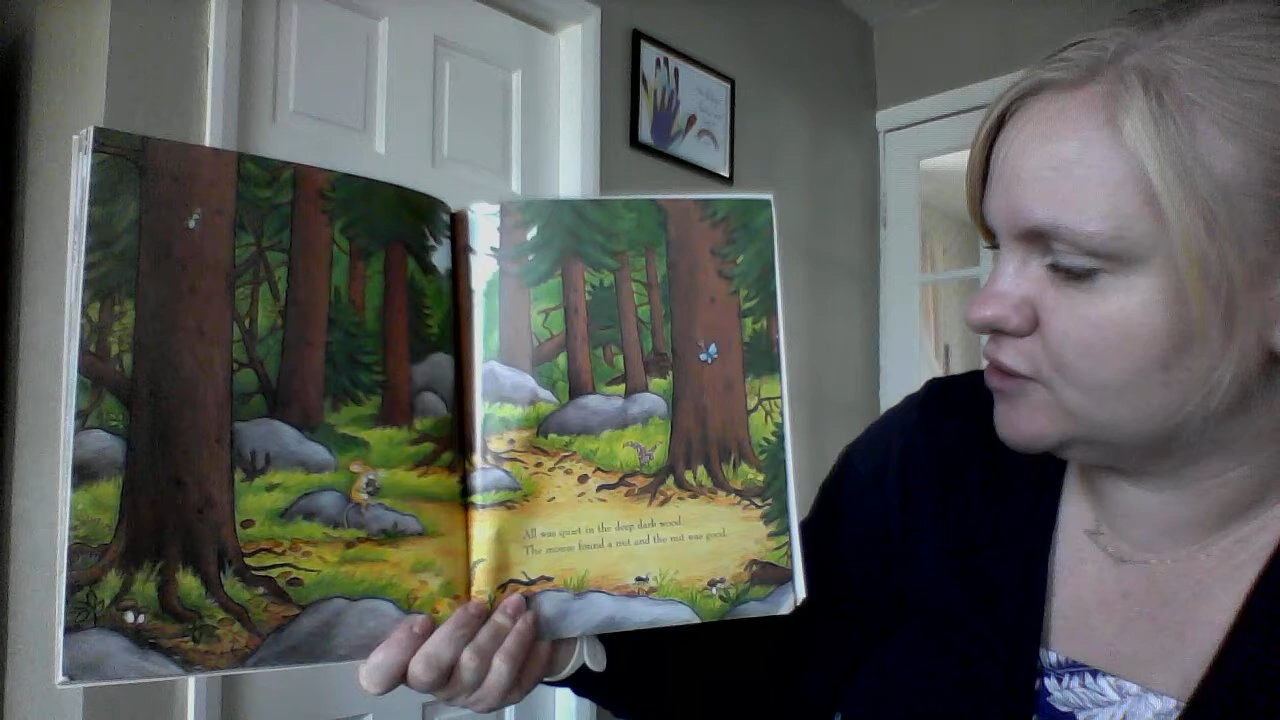 All was quiet in the deep dark wood.
The mouse found a nut and the nut was good.